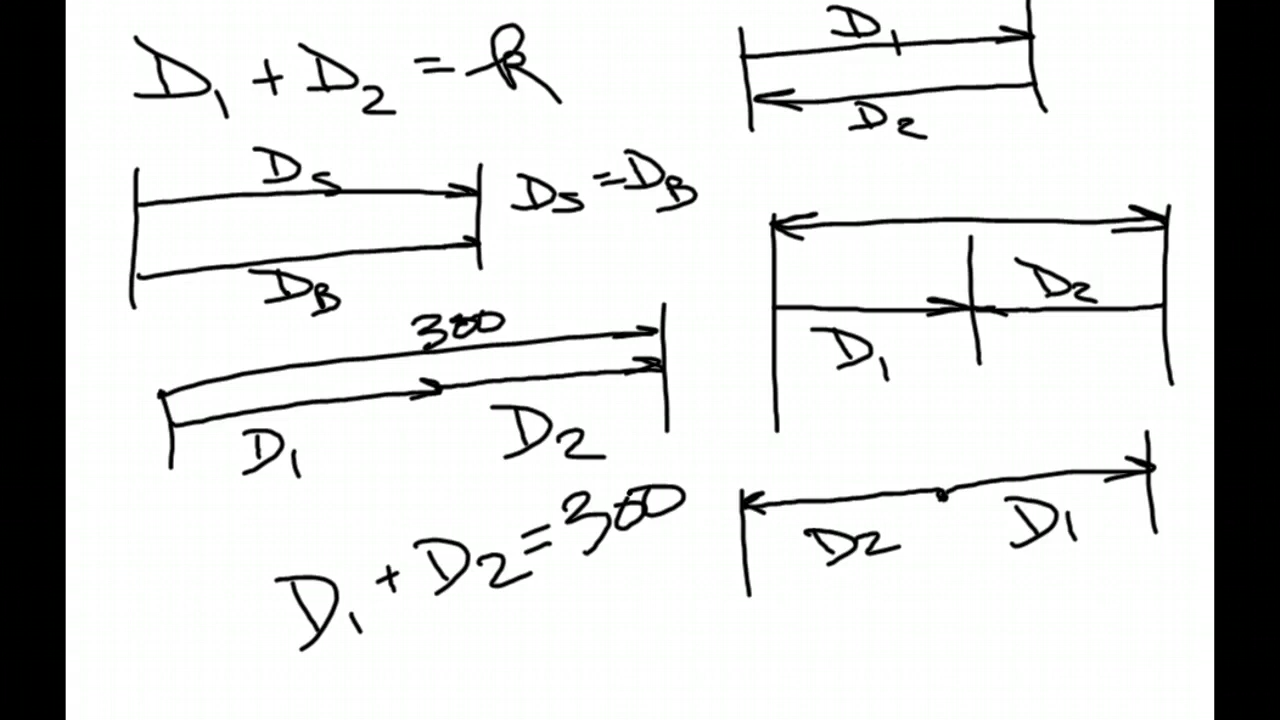 D1 + D2 = R
D1
D2
DS
DS = DB
DB
D2
D1
300
D1
D2
D2
D1
D1 + D2 = 300